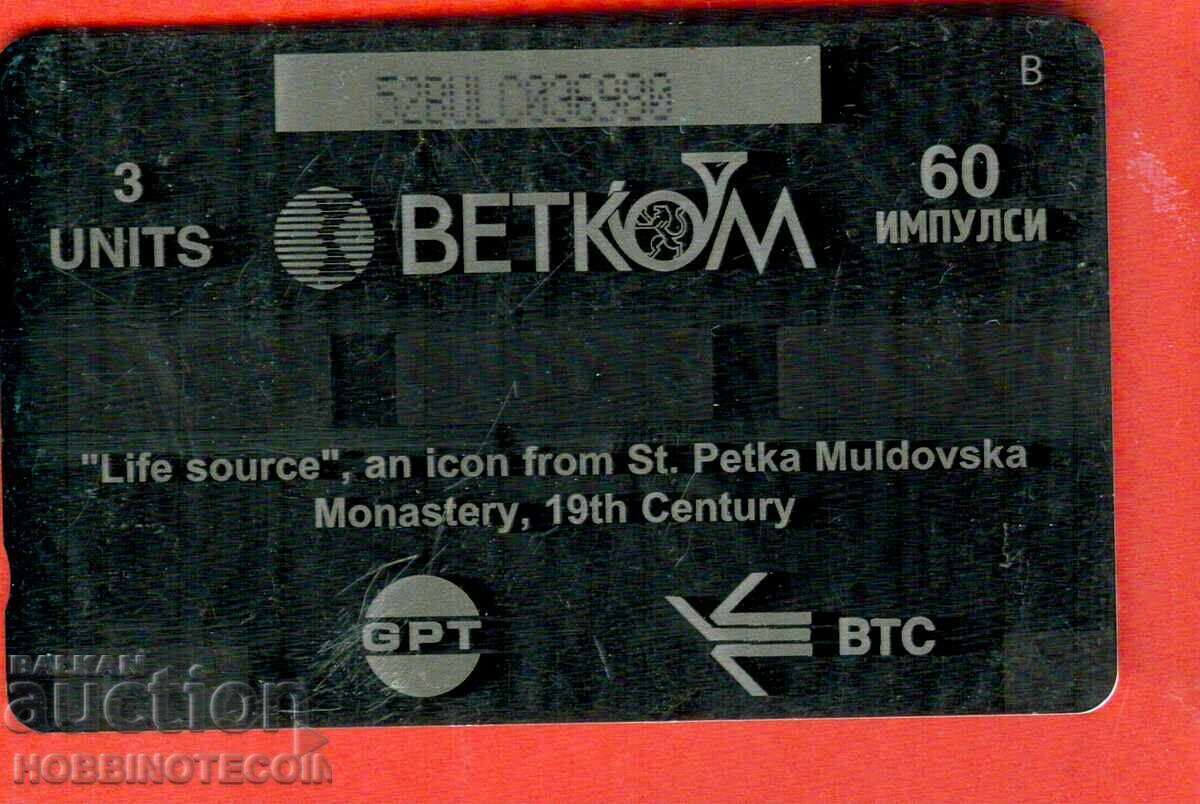 52BULC036980
B
3
UNITS
BETKOM
60
ИМПУЛСИ
"Life source", an icon from St. Petka Muldovska
Monastery, 19th Century
GPT
BTC
BALKAN
auction
HOBBINOTECOIN